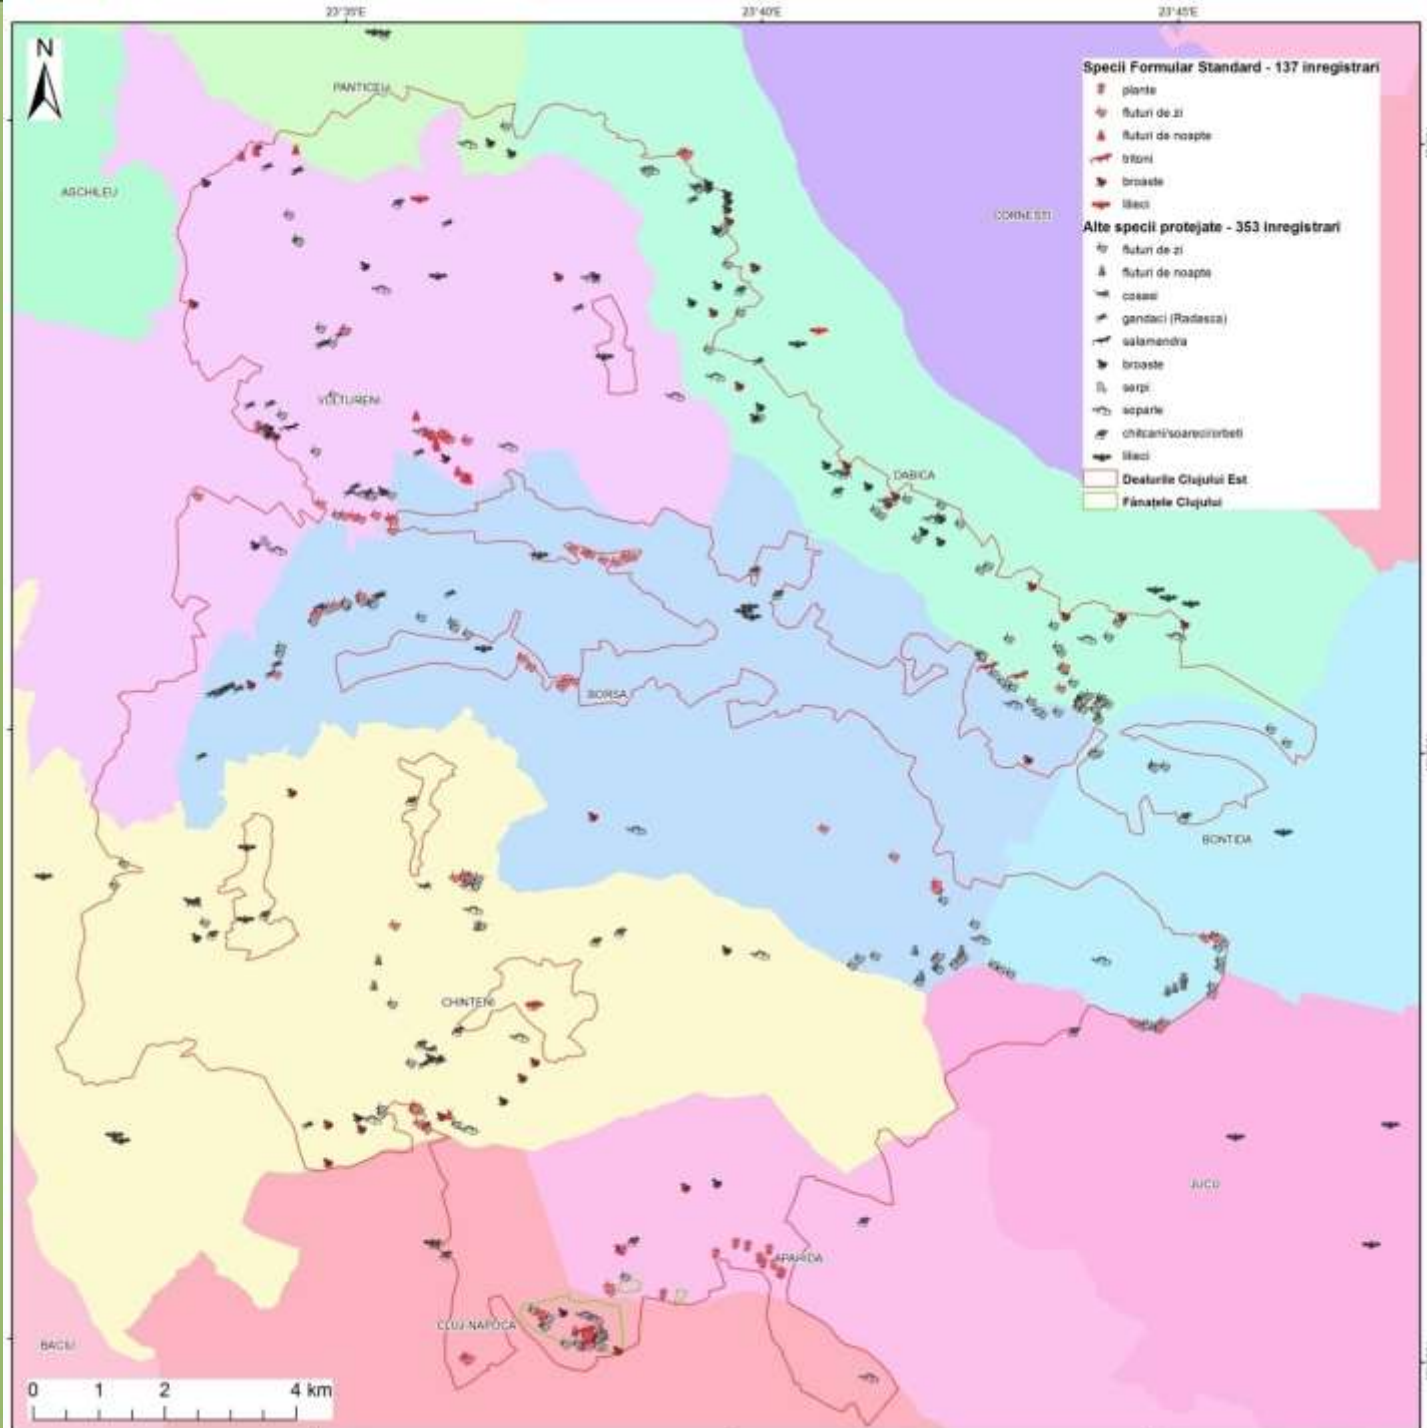 23°35'E
23°40'E
23°45'E
N
PANTICEU
ASCHILEU
CORNESTI
VULTURENI
DABICA
BORSA
BONTIDA
CHINTENI
JUCU
APAHIDA
CLUJ-NAPOCA
BACIU
Specii Formular Standard - 137 inregistrari
plante
fluturi de zi
fluturi de noapte
tritoni
broaste
lilieci
Alte specii protejate - 353 inregistrari
fluturi de zi
fluturi de noapte
cosasi
gandaci (Radasca)
salamandra
broaste
serpi
soparle
chitcani/soareci/orbeti
lilieci
Dealurile Clujului Est
Fânațele Clujului
0 1 2 4 km